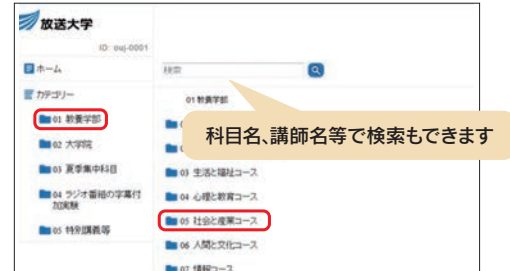 放送大学
ID: ouj-0001
ホーム
検索
カテゴリー
01 教養学部
02 大学院
03 夏季集中科目
04 ラジオ番組の字幕付
加実験
05 特別講義等
01 教養学部
科目名、講師名等で検索もできます
03 生活と福祉コース
04 心理と教育コース
05 社会と産業コース
06 人間と文化コース
07 情報コース